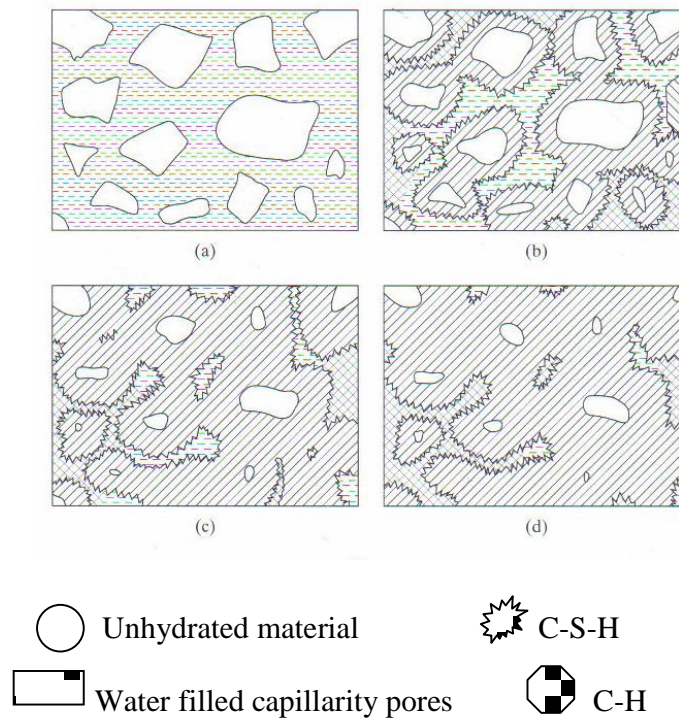 (a)
(b)
(c)
(d)
Unhydrated material
C-S-H
Water filled capillarity pores
C-H